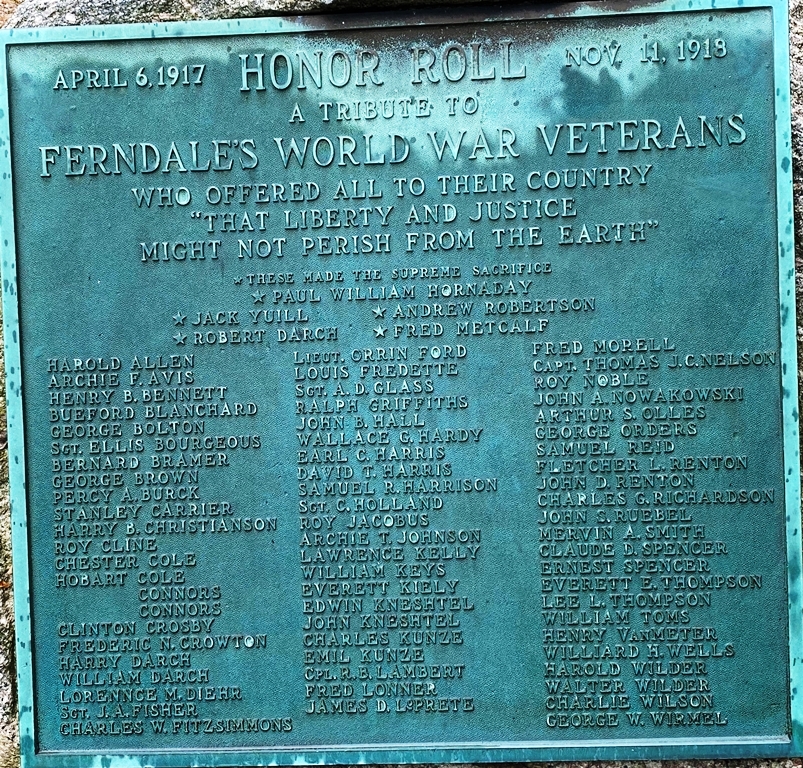 APRIL 6, 1917 HONOR ROLL NOV. 11, 1918
A TRIBUTE TO
FERNDALE'S WORLD WAR VETERANS
WHO OFFERED ALL TO THEIR COUNTRY
"THAT LIBERTY AND JUSTICE
MIGHT NOT PERISH FROM THE EARTH"
★ THESE MADE THE SUPREME SACRIFICE
★ PAUL WILLIAM HORNADAY
★ JACK YUILL ★ ANDREW ROBERTSON
★ ROBERT DARCH ★ FRED METCALF
HAROLD ALLEN
ARCHIE F. AVIS
HENRY B. BENNETT
BUEFORD BLANCHARD
GEORGE BOLTON
SGT. ELLIS BOURGEOUS
BERNARD BRAMER
GEORGE BROWN
PERCY A. BURCK
STANLEY CARRIER
HARRY B. CHRISTIANSON
ROY CLINE
CHESTER COLE
HOBART COLE
CONNORS
CONNORS
CLINTON CROSBY
FREDERIC N. CROWTON
HARRY DARCH
WILLIAM DARCH
LORENNCE M. DIEHR
SGT. J. A. FISHER
CHARLES W. FITZSIMMONS
LIEUT. ORRIN FORD
LOUIS FREDETTE
SGT. A. D. GLASS
RALPH GRIFFITHS
JOHN B. HALL
WALLACE G. HARDY
EARL C. HARRIS
DAVID T. HARRIS
SAMUEL R. HARRISON
SGT. C. HOLLAND
ROY JACOBUS
ARCHIE T. JOHNSON
LAWRENCE KELLY
WILLIAM KEYS
EVERETT KIELY
EDWIN KNESHTEL
JOHN KNESHTEL
CHARLES KUNZE
EMIL KUNZE
CPL. R. B. LAMBERT
FRED LONNER
JAMES D. LAPRETE
FRED MORELL
CAPT. THOMAS J. C. NELSON
ROY NOBLE
JOHN A. NOWAKOWSKI
ARTHUR S. OLLES
GEORGE ORDERS
SAMUEL REID
FLETCHER L. RENTON
JOHN D. RENTON
CHARLES G. RICHARDSON
JOHN S. RUEBEL
MERVIN A. SMITH
CLAUDE D. SPENCER
ERNEST SPENCER
EVERETT E. THOMPSON
LEE L. THOMPSON
WILLIAM TOMS
HENRY VANMETER
WILLIARD H. WELLS
HAROLD WILDER
WALTER WILDER
CHARLIE WILSON
GEORGE W. WIRMEL